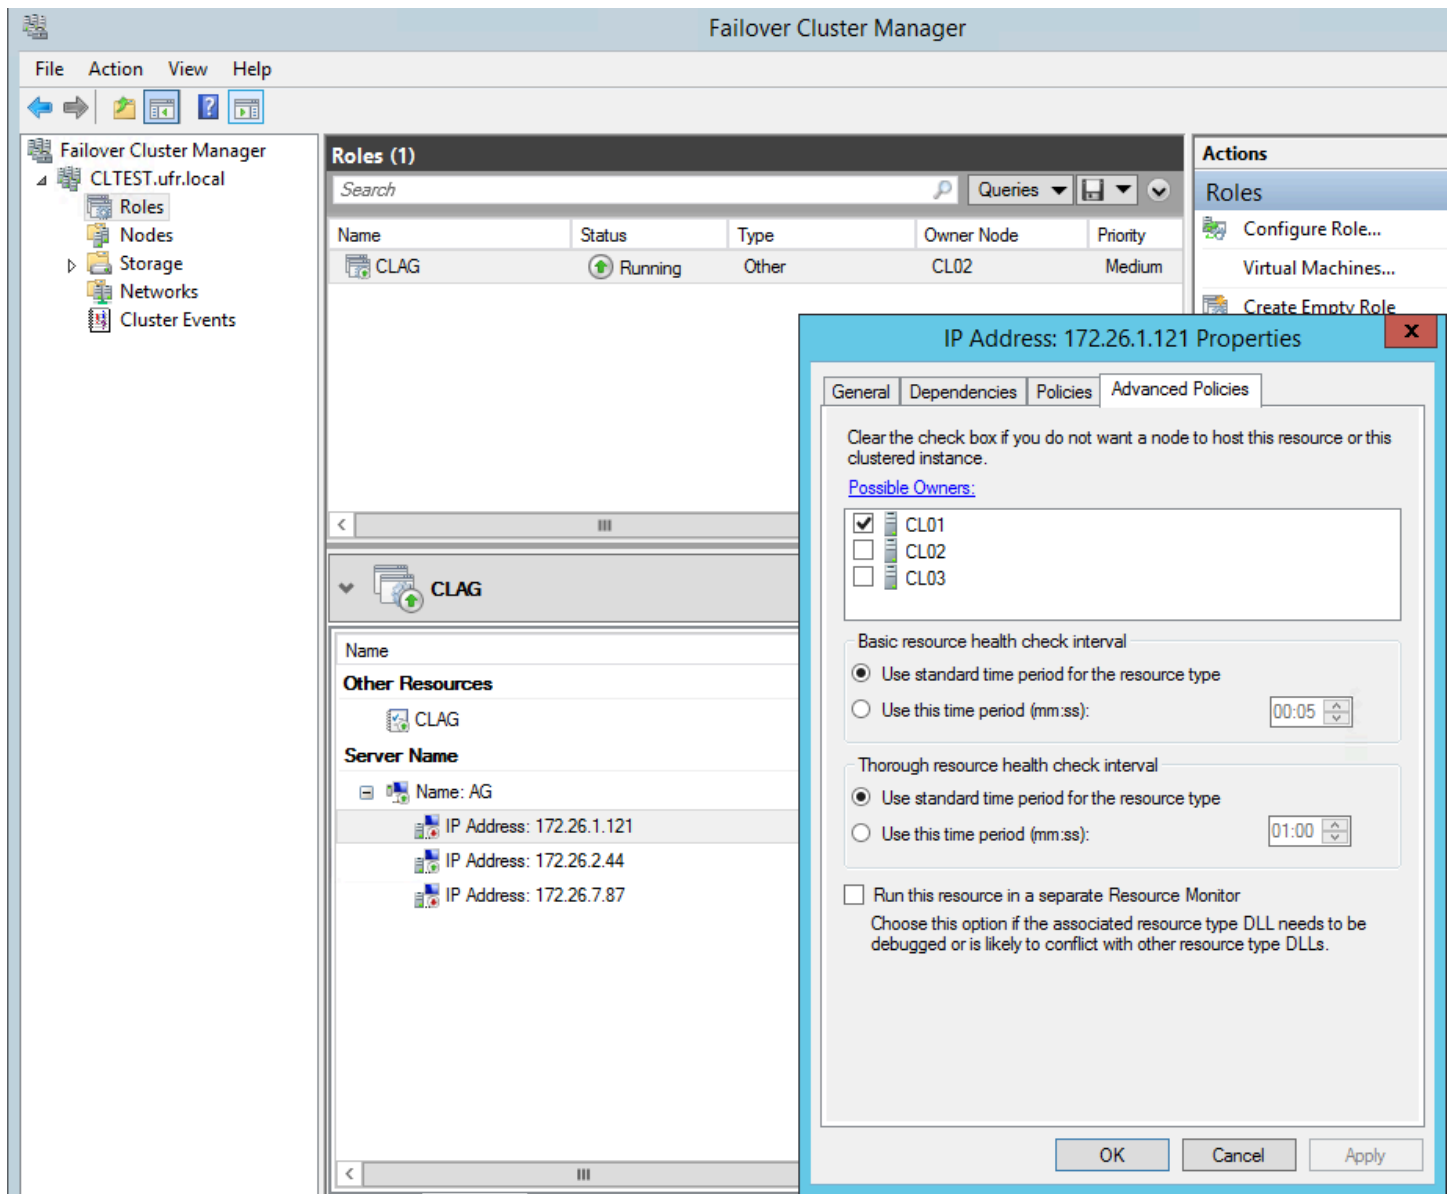 Failover Cluster Manager
File Action View Help
Failover Cluster Manager
CLTEST.ufr.local
Roles
Nodes
Storage
Networks
Cluster Events
Roles (1)
Search
Queries
Name Status Type Owner Node Priority
CLAG Running Other CL02 Medium
CLAG
Name
Other Resources
CLAG
Server Name
Name: AG
IP Address: 172.26.1.121
IP Address: 172.26.2.44
IP Address: 172.26.7.87
Actions
Roles
Configure Role...
Virtual Machines...
Create Empty Role
IP Address: 172.26.1.121 Properties
General Dependencies Policies Advanced Policies
Clear the check box if you do not want a node to host this resource or this
clustered instance.
Possible Owners:
CL01
CL02
CL03
Basic resource health check interval
Use standard time period for the resource type
Use this time period (mm:ss): 00:05
Thorough resource health check interval
Use standard time period for the resource type
Use this time period (mm:ss): 01:00
Run this resource in a separate Resource Monitor
Choose this option if the associated resource type DLL needs to be
debugged or is likely to conflict with other resource type DLLs.
OK Cancel Apply